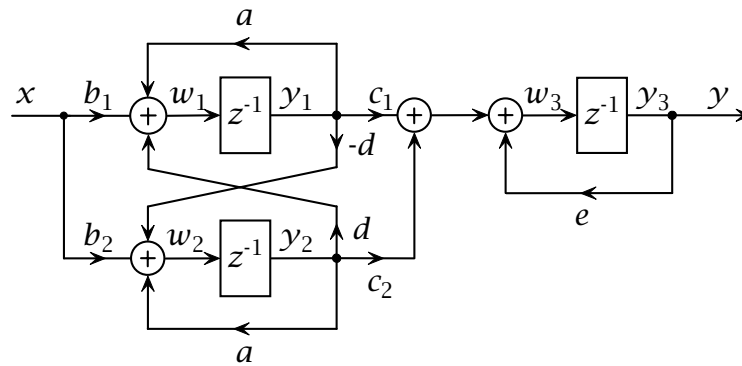 a
x b₁ + w₁ z⁻¹ y₁ c₁ + + w₃ z⁻¹ y₃ y
-d
e
b₂ + w₂ z⁻¹ y₂ d
c₂
a